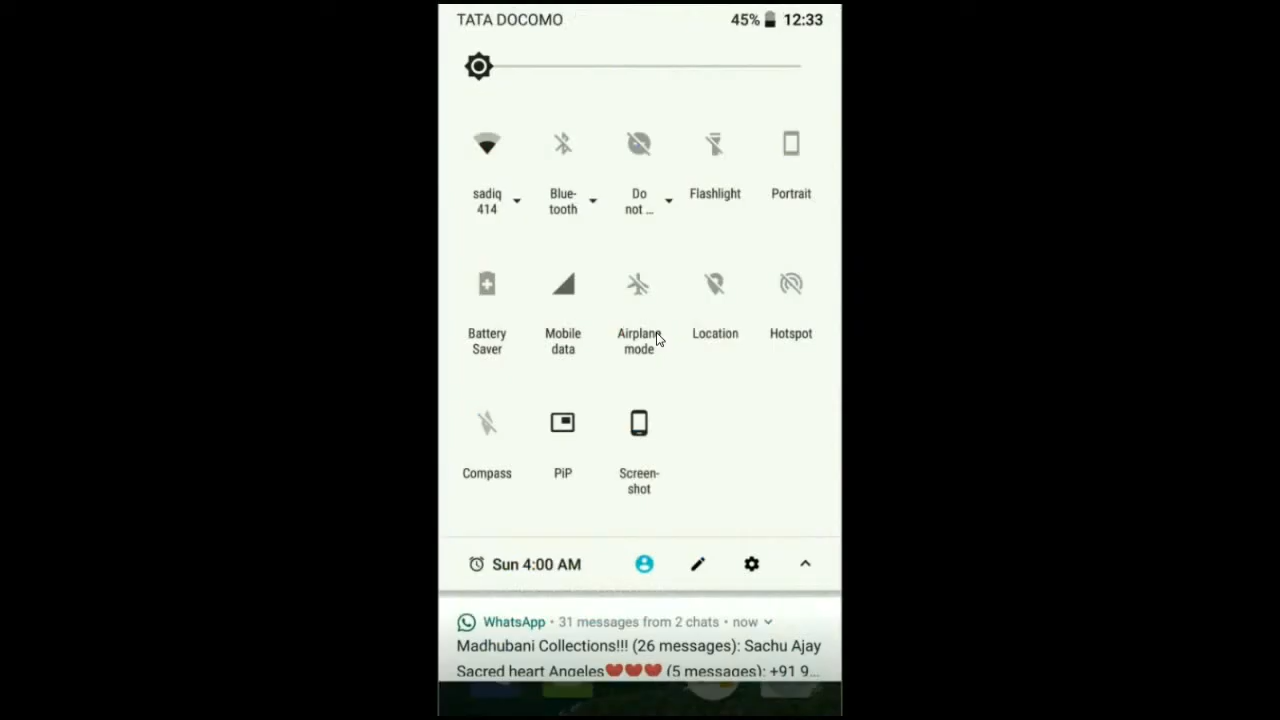 TATA DOCOMO 45% 12:33
sadiq 414
Blue-tooth
Do not ...
Flashlight
Portrait
Battery Saver
Mobile data
Airplane mode
Location
Hotspot
Compass
PiP
Screen-shot
Sun 4:00 AM
WhatsApp • 31 messages from 2 chats • now
Madhubani Collections!!! (26 messages): Sachu Ajay
Sacred heart Angeles❤❤❤ (5 messages): +91 9...